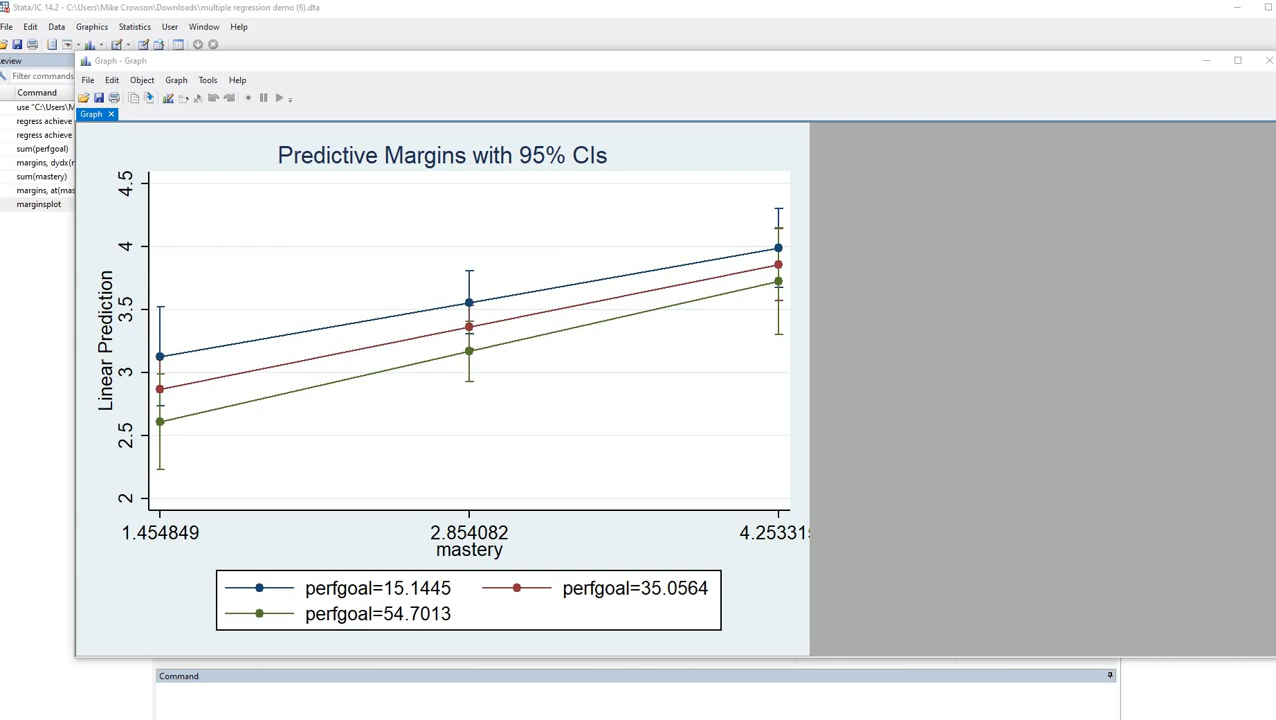 Stata/IC 14.2 - C:\Users\Mike Crowson\Downloads\multiple regression demo (6).dta
File Edit Data Graphics Statistics User Window Help
Graph - Graph
Filter commands
File Edit Object Graph Tools Help
Command
Graph
use "C:\Users\M
regress achieve
regress achieve
sum(perfgoal)
margins, dydx(
sum(mastery)
margins, at(mas
marginsplot
Predictive Margins with 95% CIs
4.5
4
3.5
3
2.5
2
Linear Prediction
1.454849 2.854082 4.25331
mastery
perfgoal=15.1445 perfgoal=35.0564
perfgoal=54.7013
Command